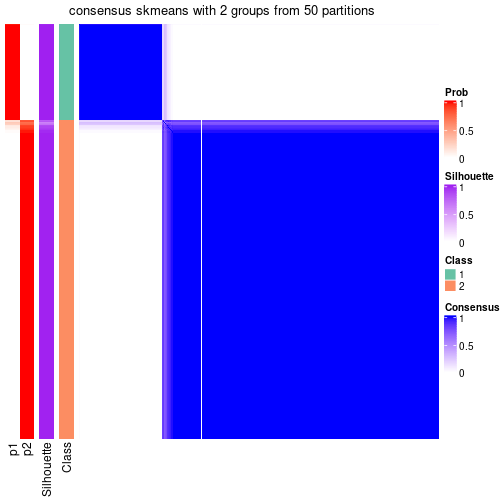 consensus skmeans with 2 groups from 50 partitions
Prob
1
0.5
0
Silhouette
1
0.5
0
Class
1
2
Consensus
1
0.5
0
p1
p2
Silhouette
Class